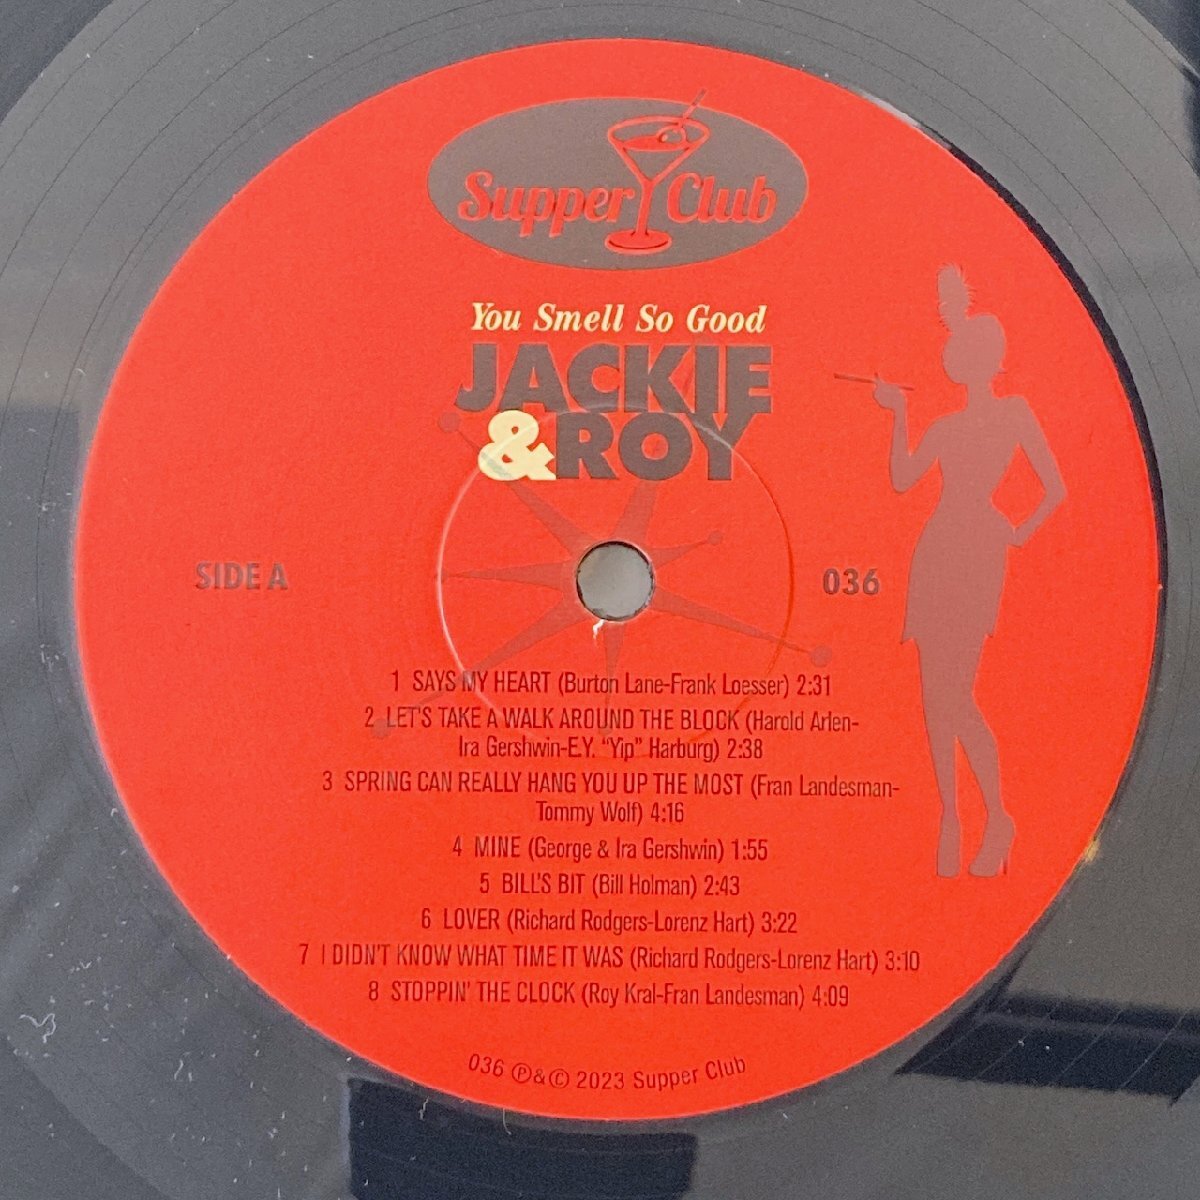 Supper Club
You Smell So Good
JACKIE
&ROY
SIDE A
036
1 SAYS MY HEART (Burton Lane-Frank Loesser) 2:31
2 LET'S TAKE A WALK AROUND THE BLOCK (Harold Arlen-
Ira Gershwin-E.Y. "Yip" Harburg) 2:38
3 SPRING CAN REALLY HANG YOU UP THE MOST (Fran Landesman-
Tommy Wolf) 4:16
4 MINE (George & Ira Gershwin) 1:55
5 BILL'S BIT (Bill Holman) 2:43
6 LOVER (Richard Rodgers-Lorenz Hart) 3:22
7 I DIDN'T KNOW WHAT TIME IT WAS (Richard Rodgers-Lorenz Hart) 3:10
8 STOPPIN' THE CLOCK (Roy Kral-Fran Landesman) 4:09
036 ℗&© 2023 Supper Club